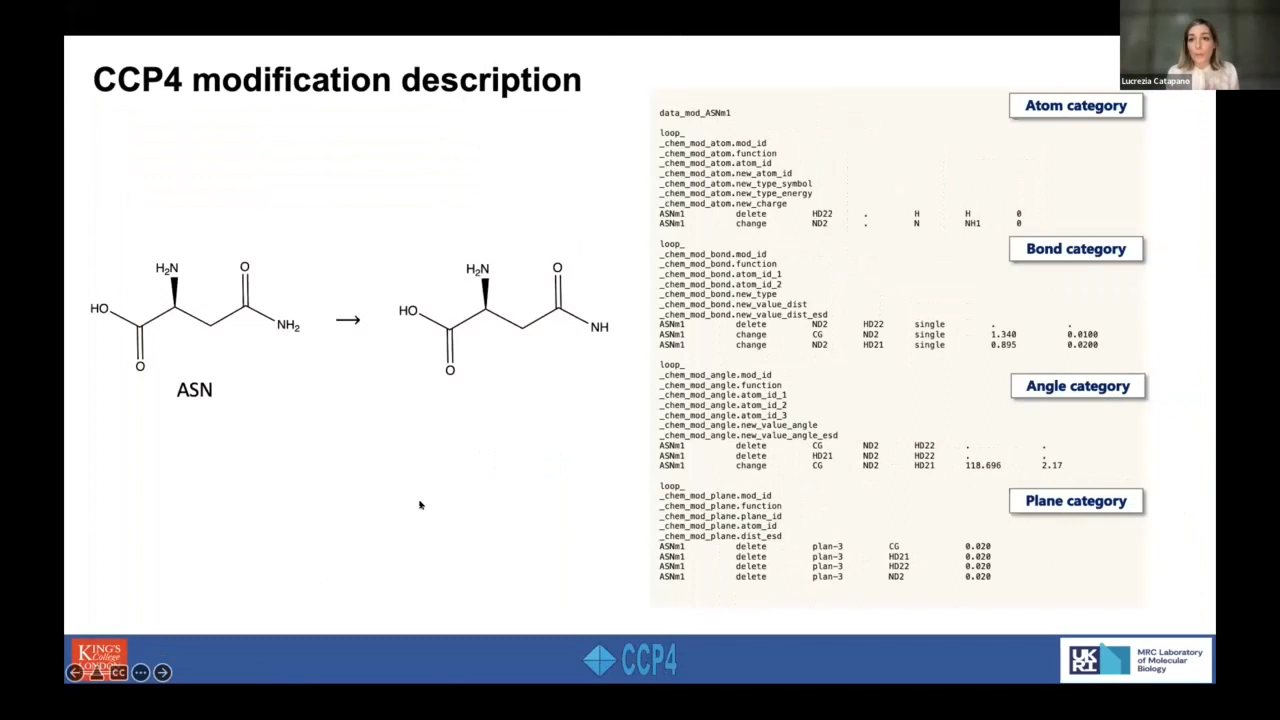 CCP4 modification description
Lucrezia Catapano
H₂N
O
HO
NH₂
O
ASN
H₂N
O
HO
NH
O
Atom category
data_mod_ASNm1
loop_
_chem_mod_atom.mod_id
_chem_mod_atom.function
_chem_mod_atom.atom_id
_chem_mod_atom.new_atom_id
_chem_mod_atom.new_type_symbol
_chem_mod_atom.new_type_energy
_chem_mod_atom.new_charge
ASNm1 delete HD22 . H H 0
ASNm1 change ND2 . N NH1 0
Bond category
loop_
_chem_mod_bond.mod_id
_chem_mod_bond.function
_chem_mod_bond.atom_id_1
_chem_mod_bond.atom_id_2
_chem_mod_bond.new_type
_chem_mod_bond.new_value_dist
_chem_mod_bond.new_value_dist_esd
ASNm1 delete ND2 HD22 single . .
ASNm1 change CG ND2 single 1.340 0.0100
ASNm1 change ND2 HD21 single 0.895 0.0200
Angle category
loop_
_chem_mod_angle.mod_id
_chem_mod_angle.function
_chem_mod_angle.atom_id_1
_chem_mod_angle.atom_id_2
_chem_mod_angle.atom_id_3
_chem_mod_angle.new_value_angle
_chem_mod_angle.new_value_angle_esd
ASNm1 delete CG ND2 HD22 . .
ASNm1 delete HD21 ND2 HD22 . .
ASNm1 change CG ND2 HD21 118.696 2.17
Plane category
loop_
_chem_mod_plane.mod_id
_chem_mod_plane.function
_chem_mod_plane.plane_id
_chem_mod_plane.atom_id
_chem_mod_plane.dist_esd
ASNm1 delete plan-3 CG 0.020
ASNm1 delete plan-3 HD21 0.020
ASNm1 delete plan-3 HD22 0.020
ASNm1 delete plan-3 ND2 0.020
KING'S
College
LONDON
CC
CCP4
UK
RI
MRC Laboratory
of Molecular
Biology